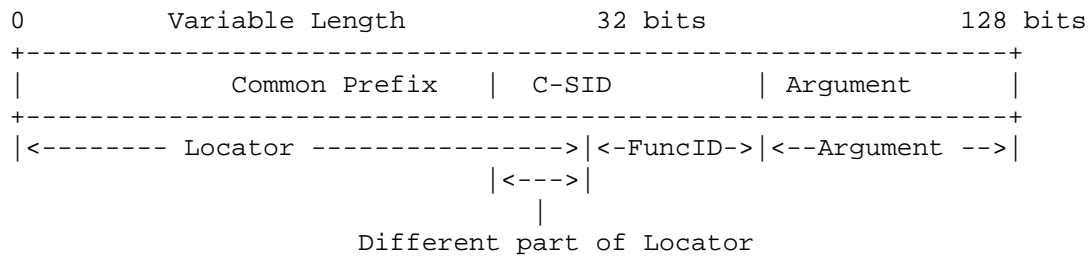 0          Variable Length            32 bits                128 bits
+--------------------------------------------------------------+
|             Common Prefix   |  C-SID         | Argument      |
+--------------------------------------------------------------+
|<-------- Locator ---------------->|<-FuncID->|<--Argument -->|
                              |<--->|
                                 |
                      Different part of Locator